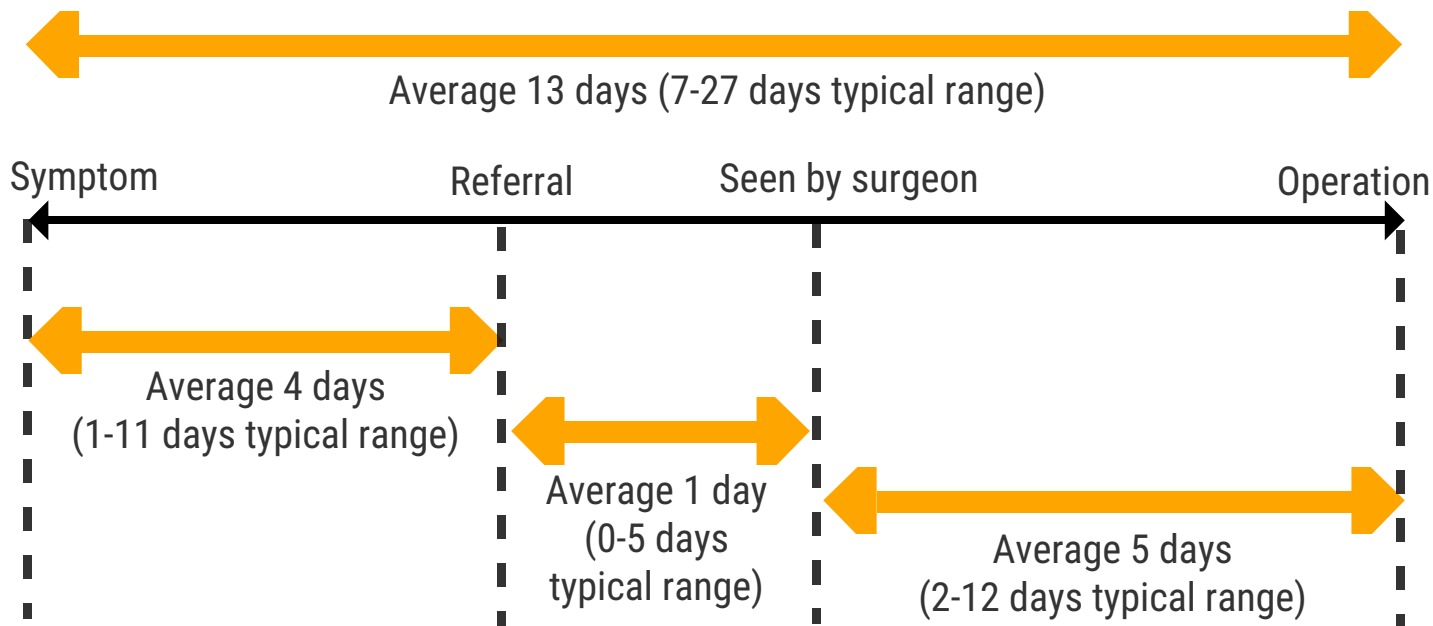 Average 13 days (7-27 days typical range)
Symptom
Referral
Seen by surgeon
Operation
Average 4 days
(1-11 days typical range)
Average 1 day
(0-5 days
typical range)
Average 5 days
(2-12 days typical range)